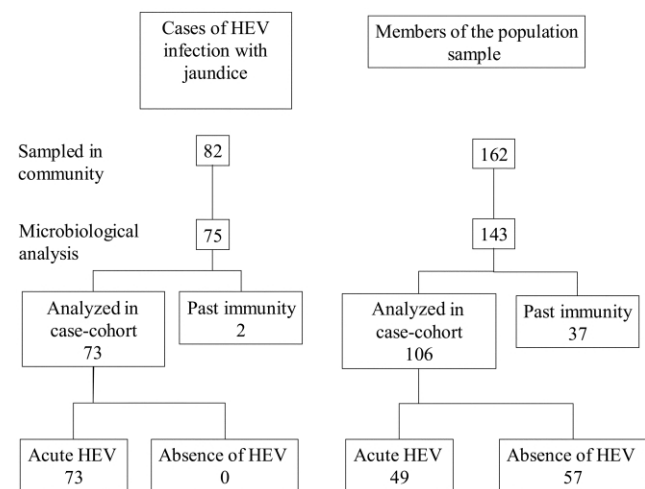 Cases of HEV
infection with
jaundice
Members of the population
sample
Sampled in
community
82
162
Microbiological
analysis
75
143
Analyzed in
case-cohort
73
Past immunity
2
Analyzed in
case-cohort
106
Past immunity
37
Acute HEV
73
Absence of HEV
0
Acute HEV
49
Absence of HEV
57